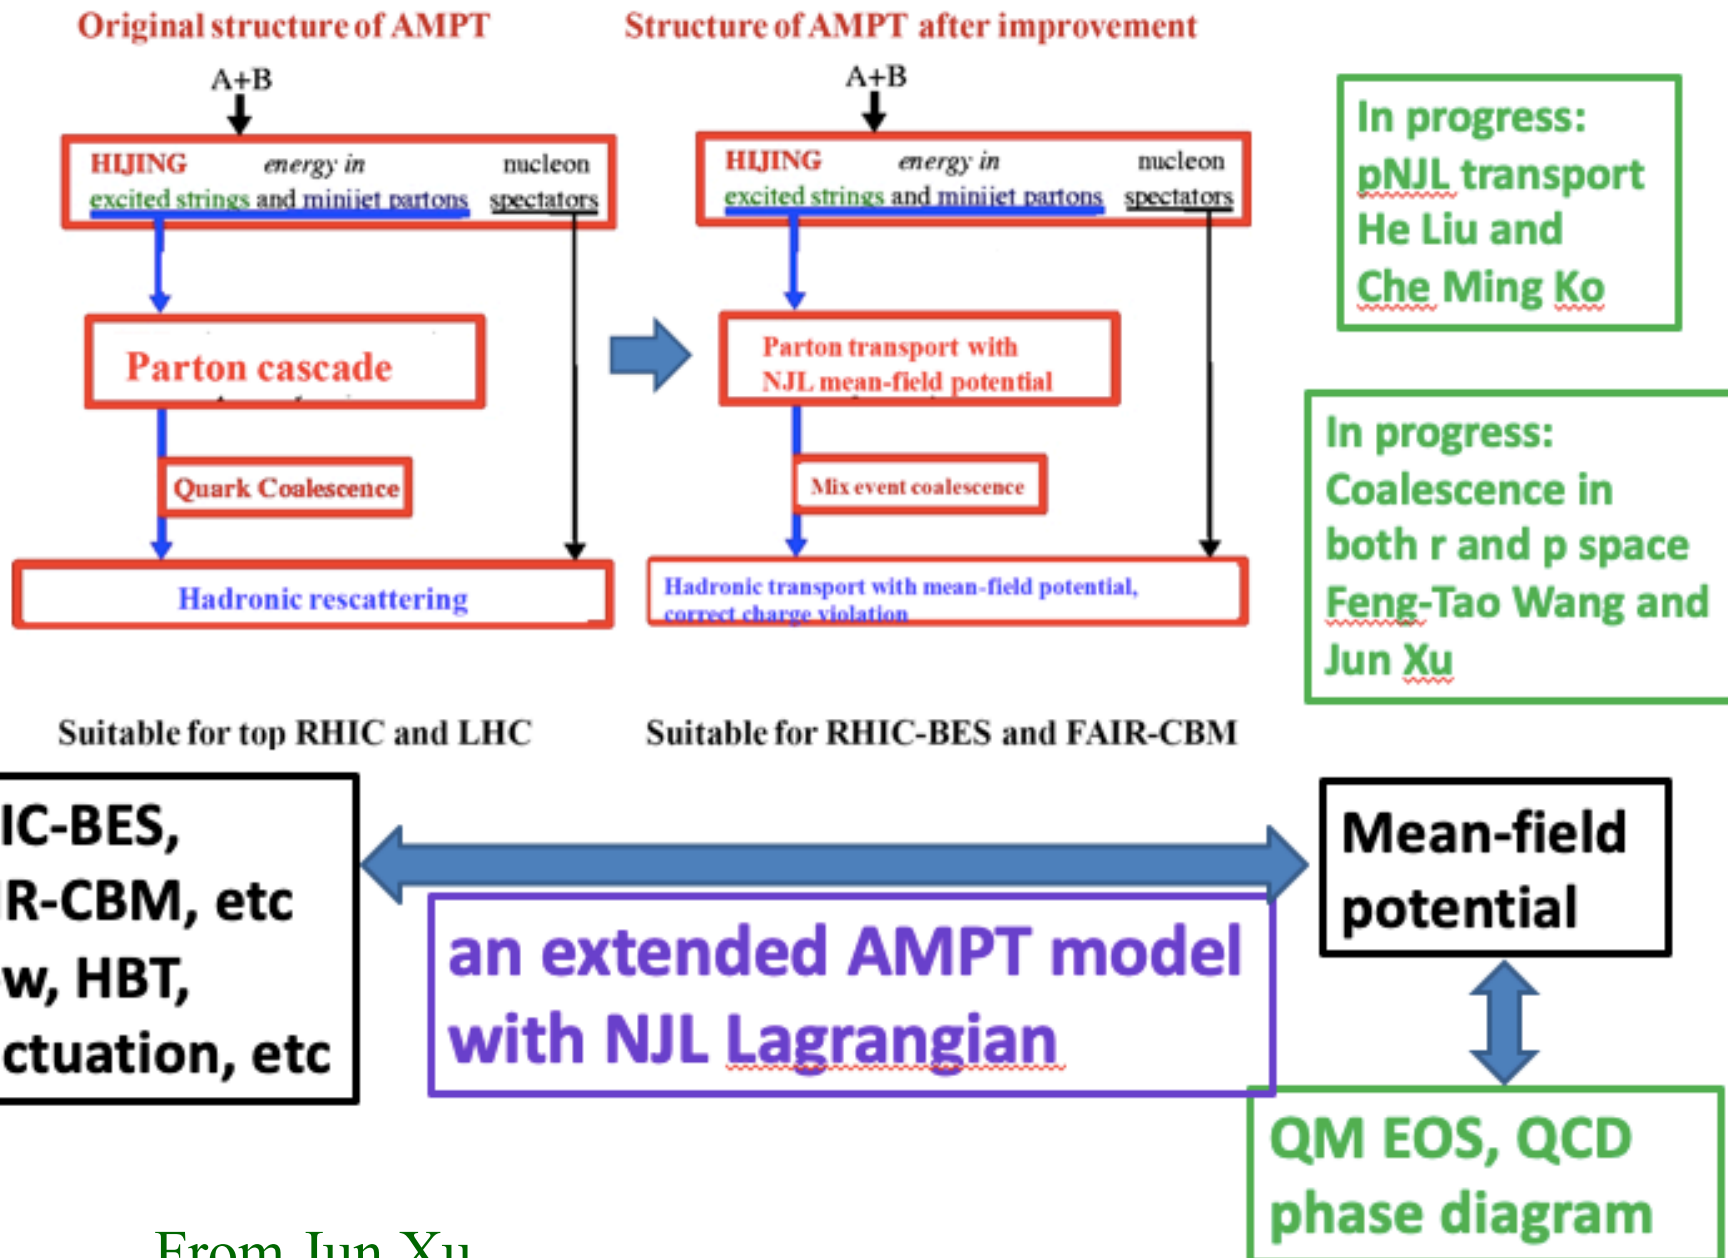 Original structure of AMPT
A+B
HIJING energy in nucleon
excited strings and minijet partons spectators
Parton cascade
Quark Coalescence
Hadronic rescattering
Suitable for top RHIC and LHC
Structure of AMPT after improvement
A+B
HIJING energy in nucleon
excited strings and minijet partons spectators
Parton transport with
NJL mean-field potential
Mix event coalescence
Hadronic transport with mean-field potential,
correct charge violation
Suitable for RHIC-BES and FAIR-CBM
In progress:
pNJL transport
He Liu and
Che Ming Ko
In progress:
Coalescence in
both r and p space
Feng-Tao Wang and
Jun Xu
IC-BES,
R-CBM, etc
w, HBT,
ctuation, etc
an extended AMPT model
with NJL Lagrangian
Mean-field
potential
QM EOS, QCD
phase diagram
From Jun Xu